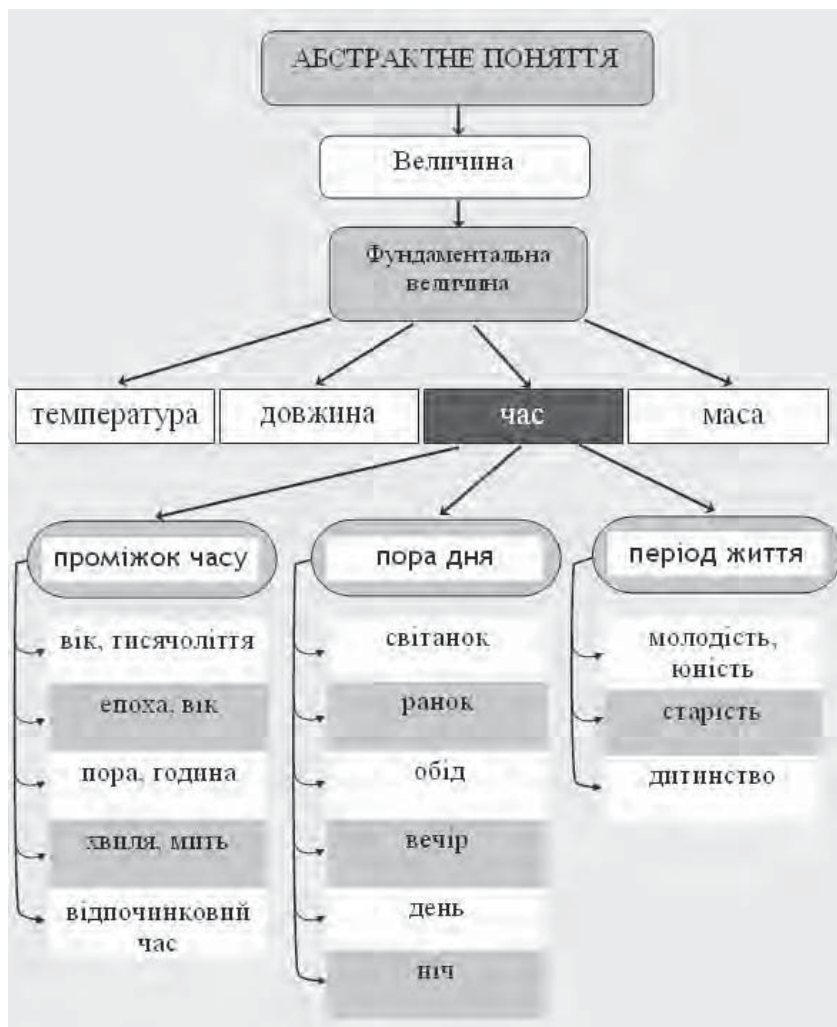 АБСТРАКТНЕ ПОНЯТТЯ
Величина
Фундаментальна
величина
температура
довжина
час
маса
проміжок часу
вік, тисячоліття
епоха, вік
пора, година
хвиля, мить
відпочинковий
час
пора дня
світанок
ранок
обід
вечір
день
ніч
період життя
молодість,
юність
старість
дитинство